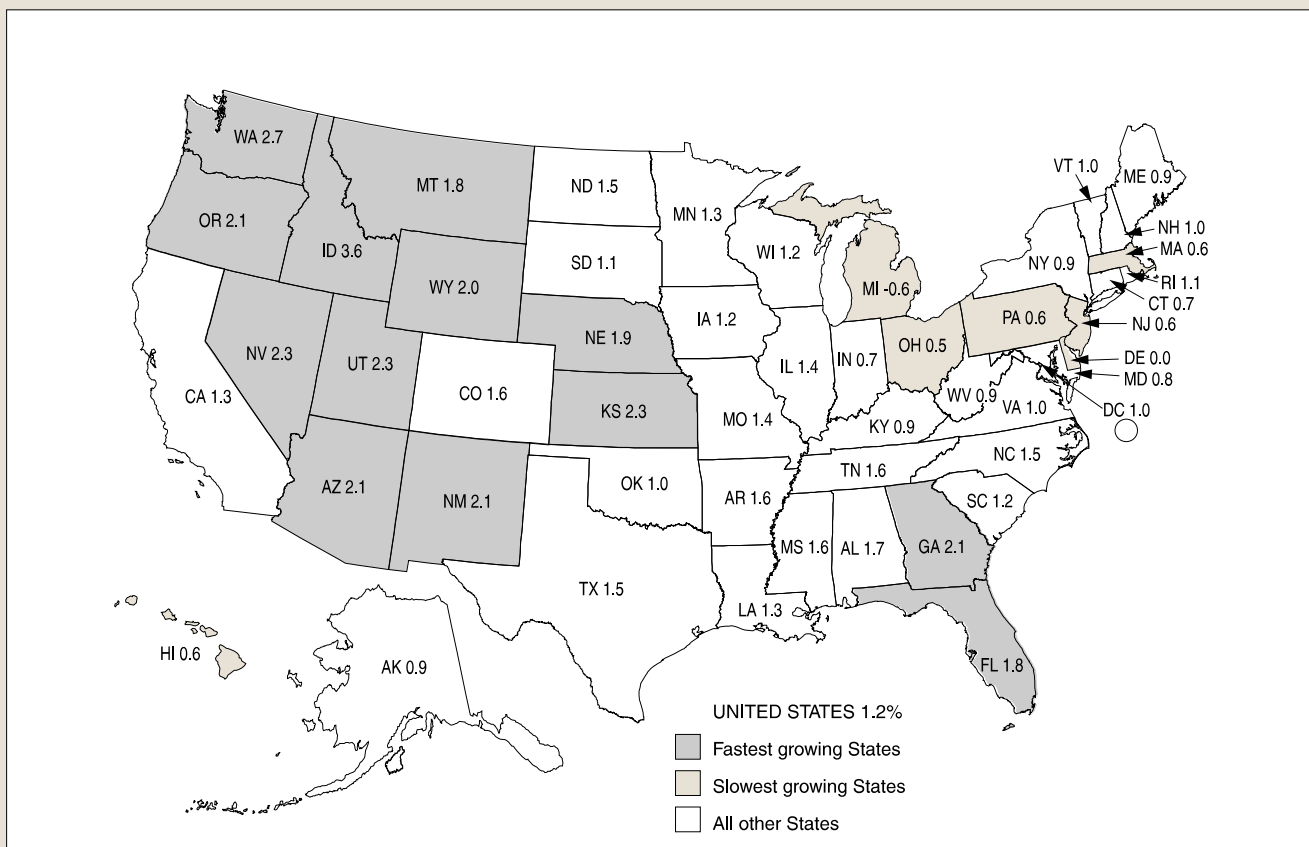 WA 2.7
MT 1.8
ND 1.5
MN 1.3
VT 1.0
ME 0.9
OR 2.1
ID 3.6
WY 2.0
SD 1.1
WI 1.2
NY 0.9
NH 1.0
MA 0.6
RI 1.1
CT 0.7
NJ 0.6
MI -0.6
PA 0.6
NV 2.3
UT 2.3
NE 1.9
IA 1.2
IL 1.4
IN 0.7
OH 0.5
DE 0.0
MD 0.8
DC 1.0
CA 1.3
CO 1.6
KS 2.3
MO 1.4
WV 0.9
VA 1.0
KY 0.9
AZ 2.1
NM 2.1
OK 1.0
AR 1.6
TN 1.6
NC 1.5
SC 1.2
TX 1.5
LA 1.3
MS 1.6
AL 1.7
GA 2.1
FL 1.8
HI 0.6
AK 0.9
UNITED STATES 1.2%
Fastest growing States
Slowest growing States
All other States